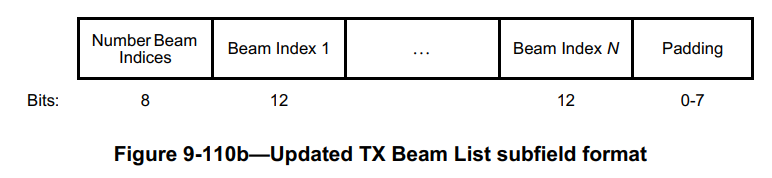 Number Beam
Indices
Beam Index 1
...
Beam Index N
Padding
Bits:
8
12
12
0-7
Figure 9-110b—Updated TX Beam List subfield format